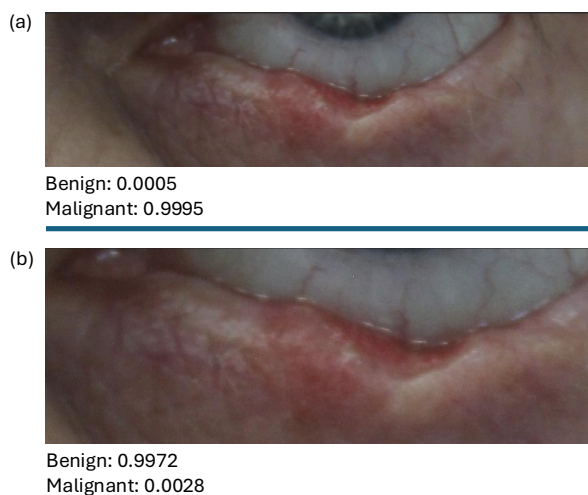 (a)
Benign: 0.0005
Malignant: 0.9995
(b)
Benign: 0.9972
Malignant: 0.0028